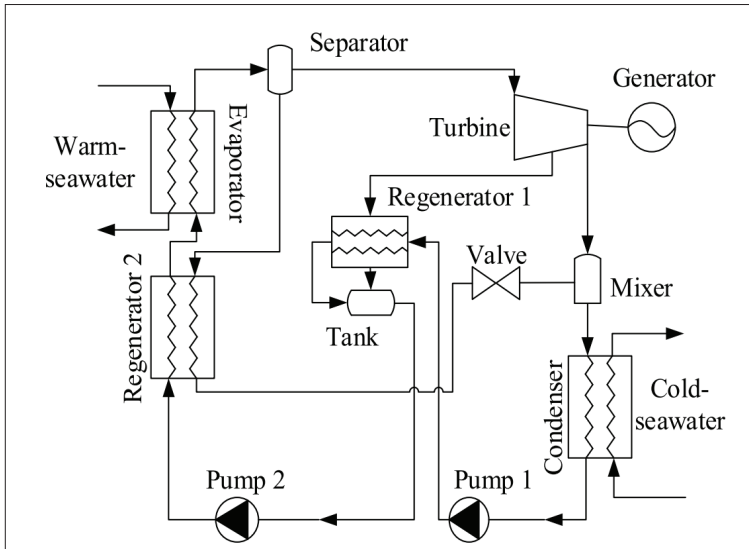 Separator
Generator
Turbine
Evaporator
Warm-
seawater
Regenerator 1
Regenerator 2
Valve
Mixer
Tank
Condenser
Cold-
seawater
Pump 2
Pump 1